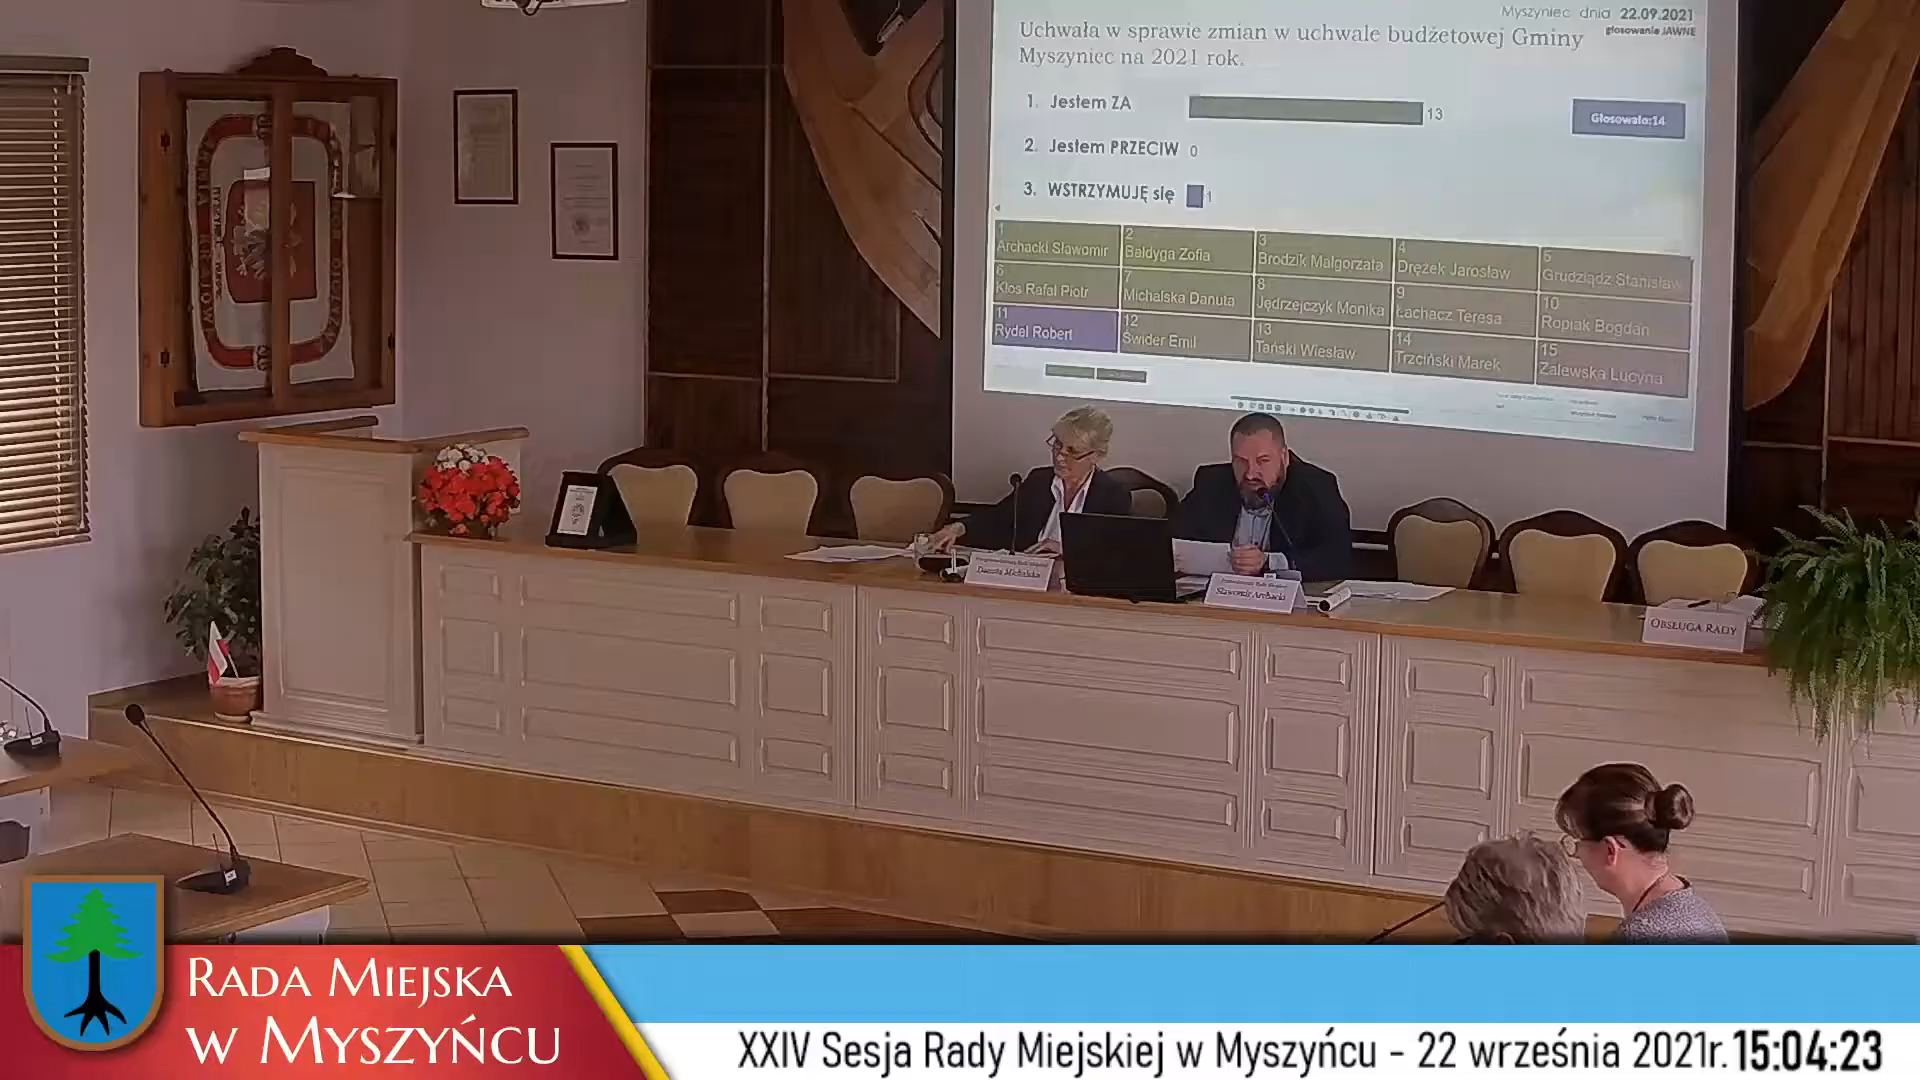 Myszyniec dnia 22.09.2021
głosowanie JAWNE
Uchwała w sprawie zmian w uchwale budżetowej Gminy
Myszyniec na 2021 rok.
1. Jestem ZA 13
Głosowało:14
2. Jestem PRZECIW 0
3. WSTRZYMUJĘ się 1
1 Archacki Sławomir
2 Bałdyga Zofia
3 Brodzik Małgorzata
4 Drężek Jarosław
5 Grudziądz Stanisław
6 Kłos Rafał Piotr
7 Michalska Danuta
8 Jędrzejczyk Monika
9 Łachacz Teresa
10 Ropiak Bogdan
11 Rydel Robert
12 Świder Emil
13 Tański Wiesław
14 Trzciński Marek
15 Zalewska Lucyna
Danuta Michalska
Sławomir Archacki
OBSŁUGA RADY
RADA MIEJSKA
W MYSZYŃCU
XXIV Sesja Rady Miejskiej w Myszyńcu - 22 września 2021r. 15:04:23